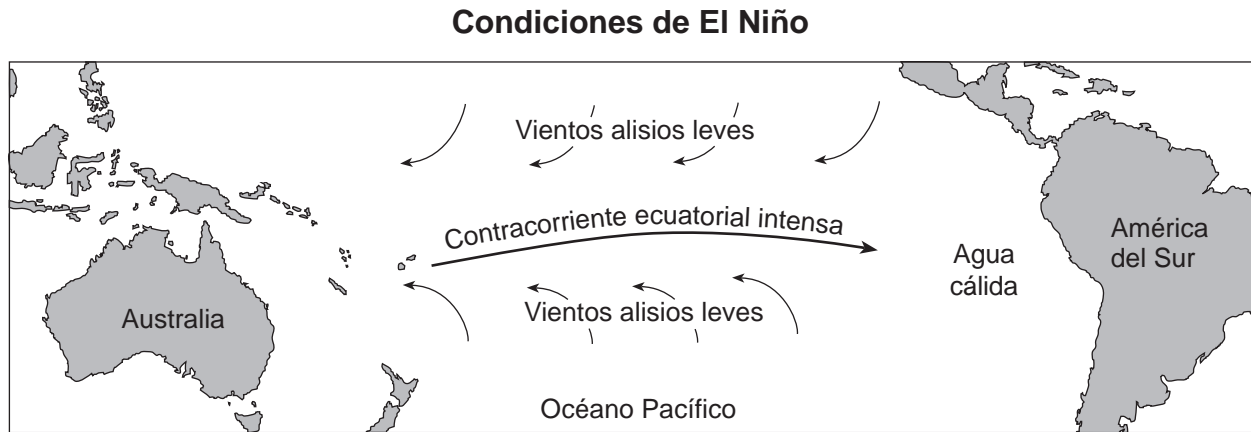 Condiciones de El Niño
Vientos alisios leves
Contracorriente ecuatorial intensa
América
del Sur
Agua
cálida
Vientos alisios leves
Australia
Océano Pacífico